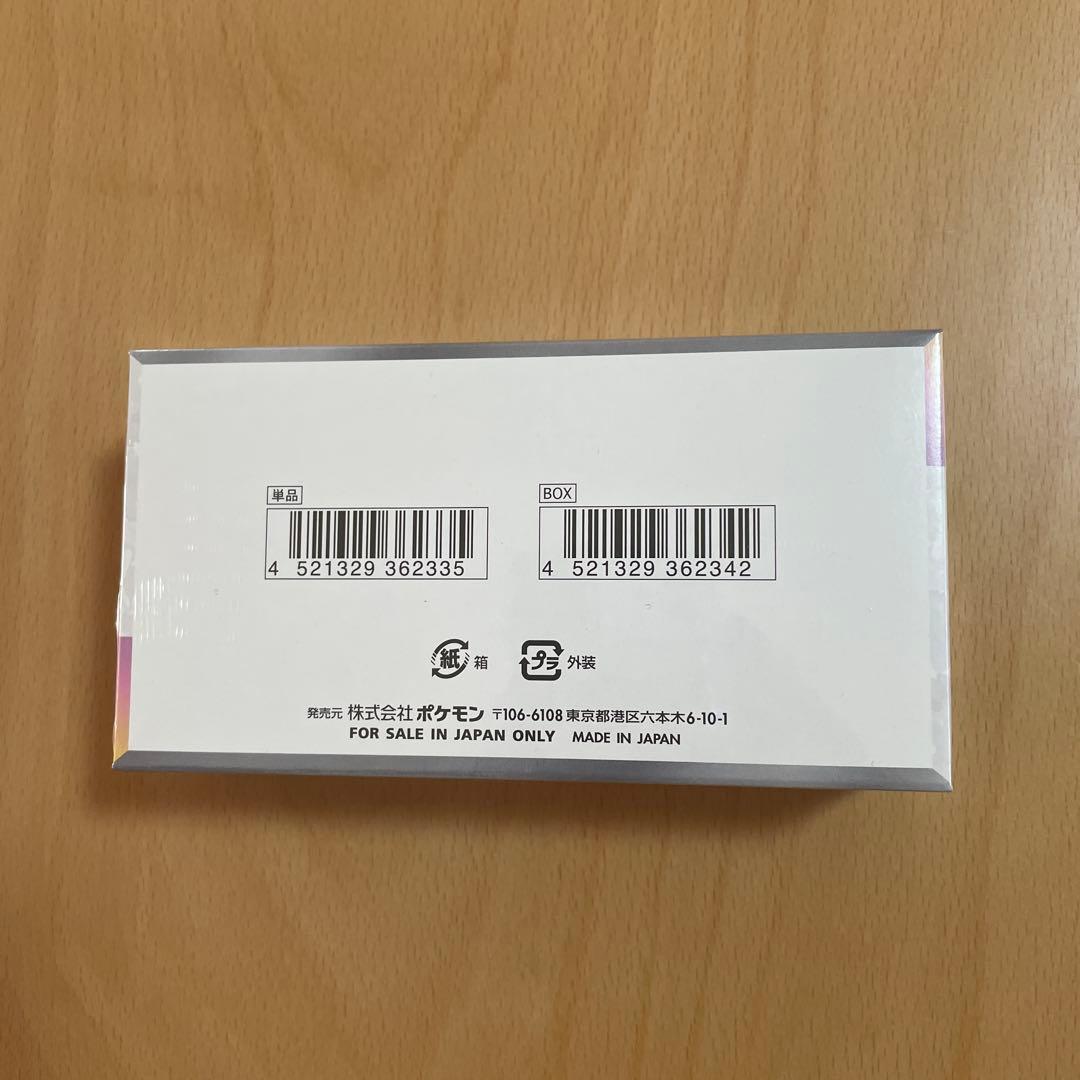 単品
4 521329 362335
BOX
4 521329 362342
紙 箱
プラ 外装
発売元 株式会社 ポケモン 〒106-6108 東京都港区六本木6-10-1
FOR SALE IN JAPAN ONLY MADE IN JAPAN